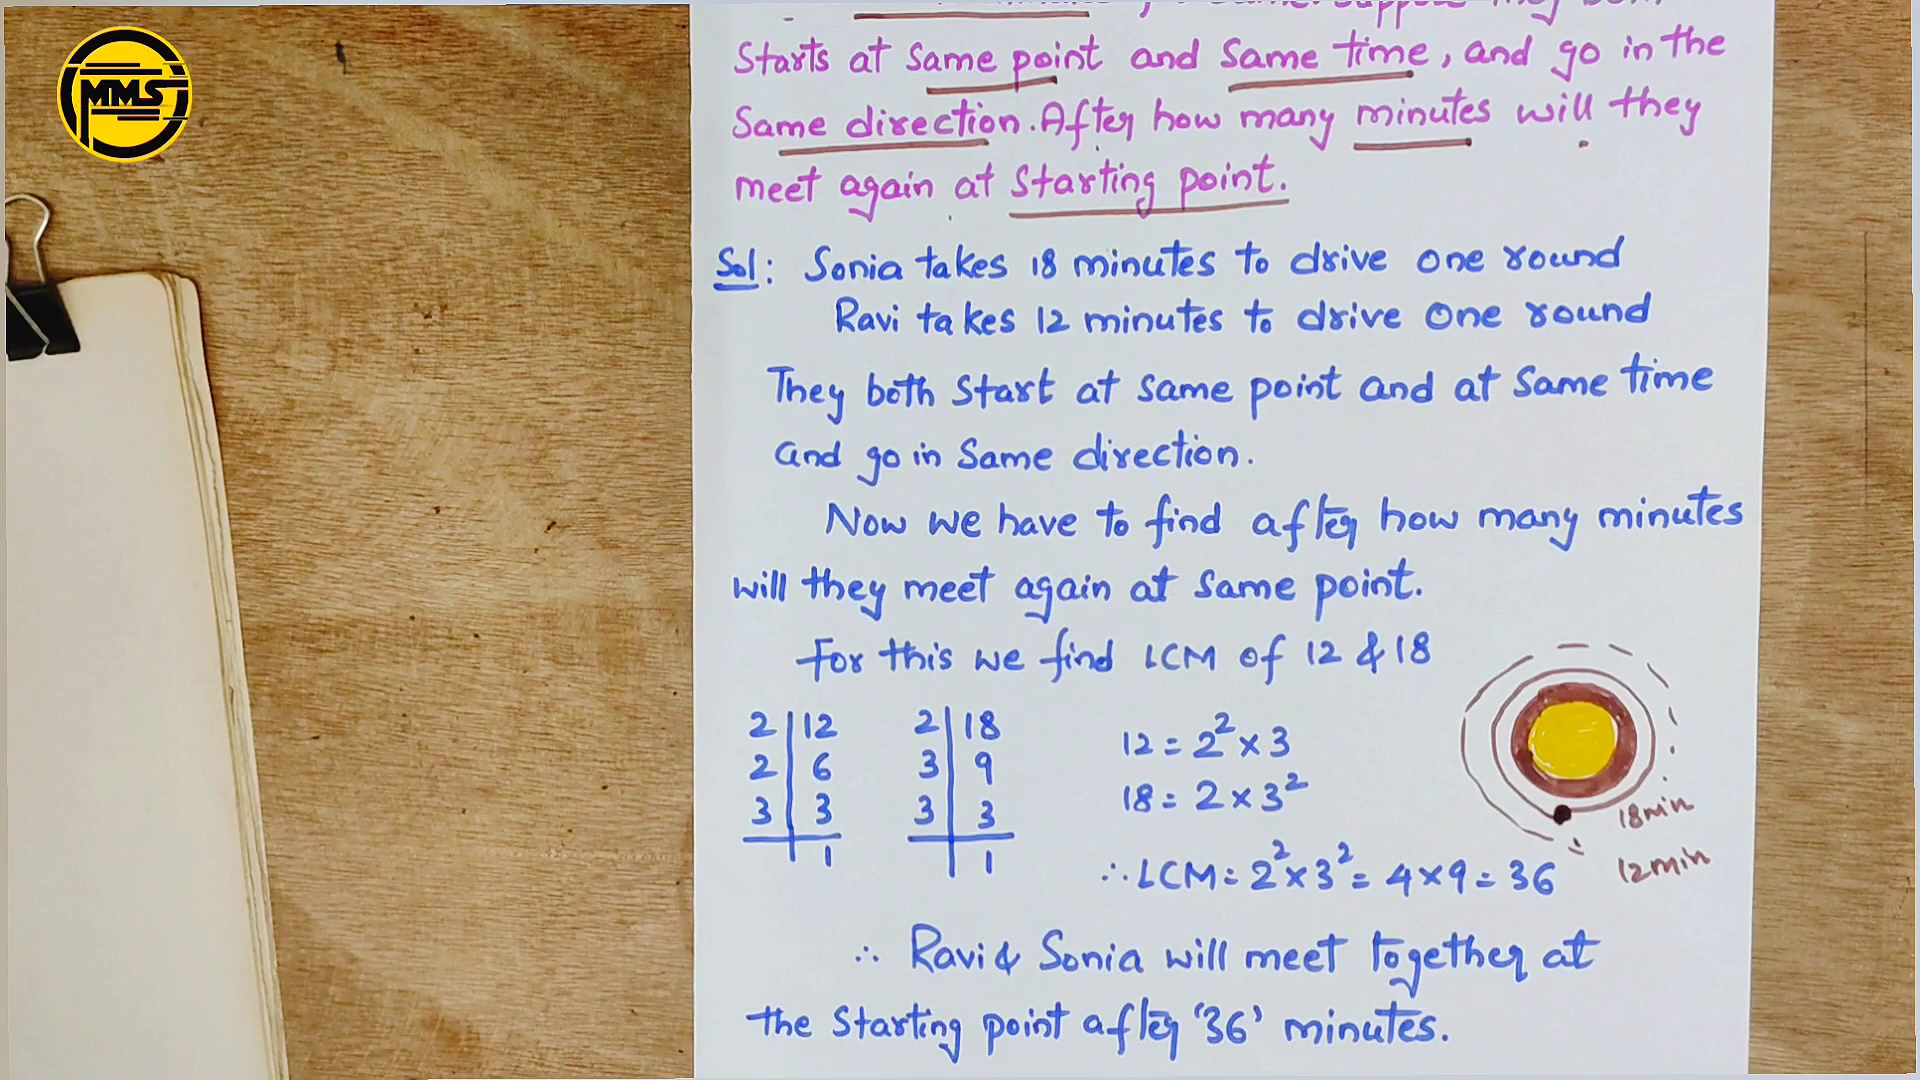 MMS
Starts at same point and same time, and go in the
same direction. After how many minutes will they
meet again at starting point.
Sol: Sonia takes 18 minutes to drive one round
Ravi takes 12 minutes to drive one round
They both start at same point and at same time
and go in same direction.
Now we have to find after how many minutes
will they meet again at same point.
For this we find LCM of 12 & 18
2 | 12 2 | 18
2 | 6 3 | 9
3 | 3 3 | 3
1 1
12 = 2² × 3
18 = 2 × 3²
∴ LCM = 2² × 3² = 4 × 9 = 36
18min
12min
∴ Ravi & Sonia will meet together at
the starting point after '36' minutes.